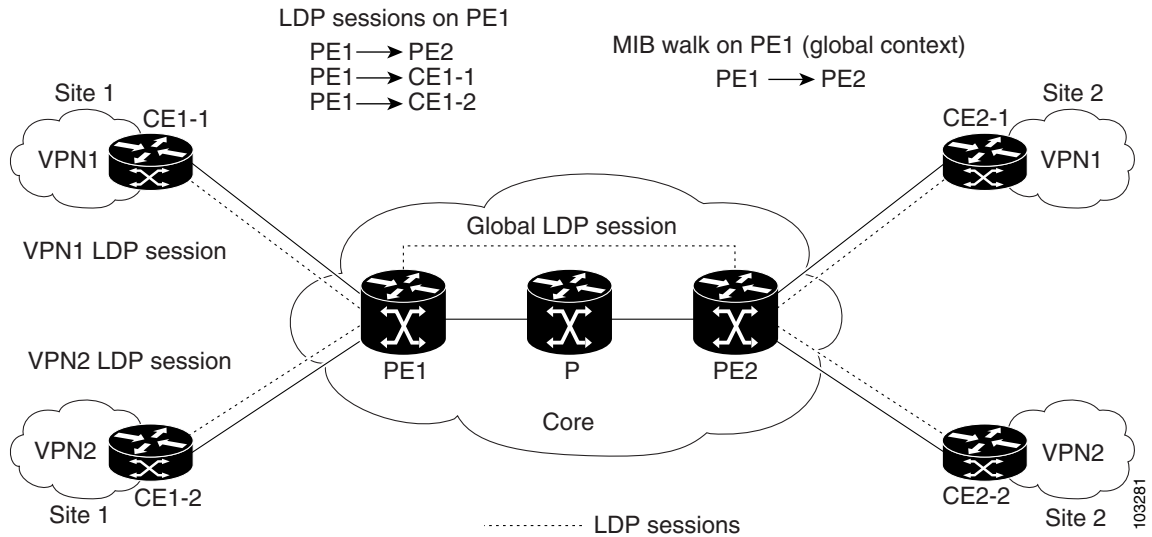 LDP sessions on PE1
PE1 → PE2
PE1 → CE1-1
PE1 → CE1-2
MIB walk on PE1 (global context)
PE1 → PE2
Site 1
CE1-1
VPN1
Site 2
CE2-1
VPN1
VPN1 LDP session
Global LDP session
VPN2 LDP session
PE1
P
PE2
Core
VPN2
CE1-2
Site 1
VPN2
CE2-2
Site 2
LDP sessions
103281